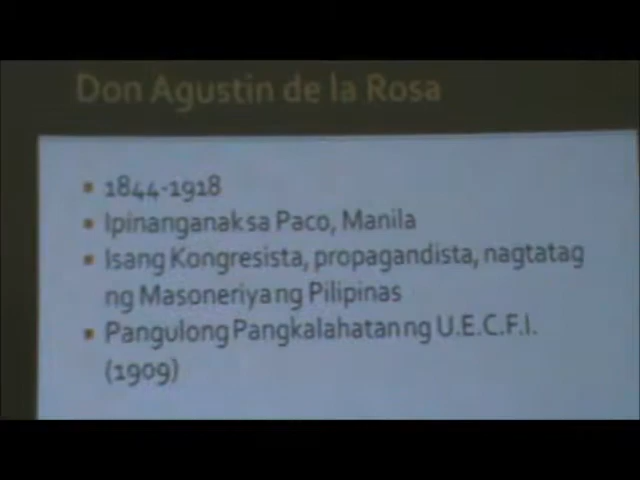 Don Agustin de la Rosa
1844-1918
Ipinanganak sa Paco, Manila
Isang Kongresista, propagandista, nagtatag
ng Masoneriya ng Pilipinas
Pangulong Pangkalahatan ng U.E.C.F.I.
(1909)